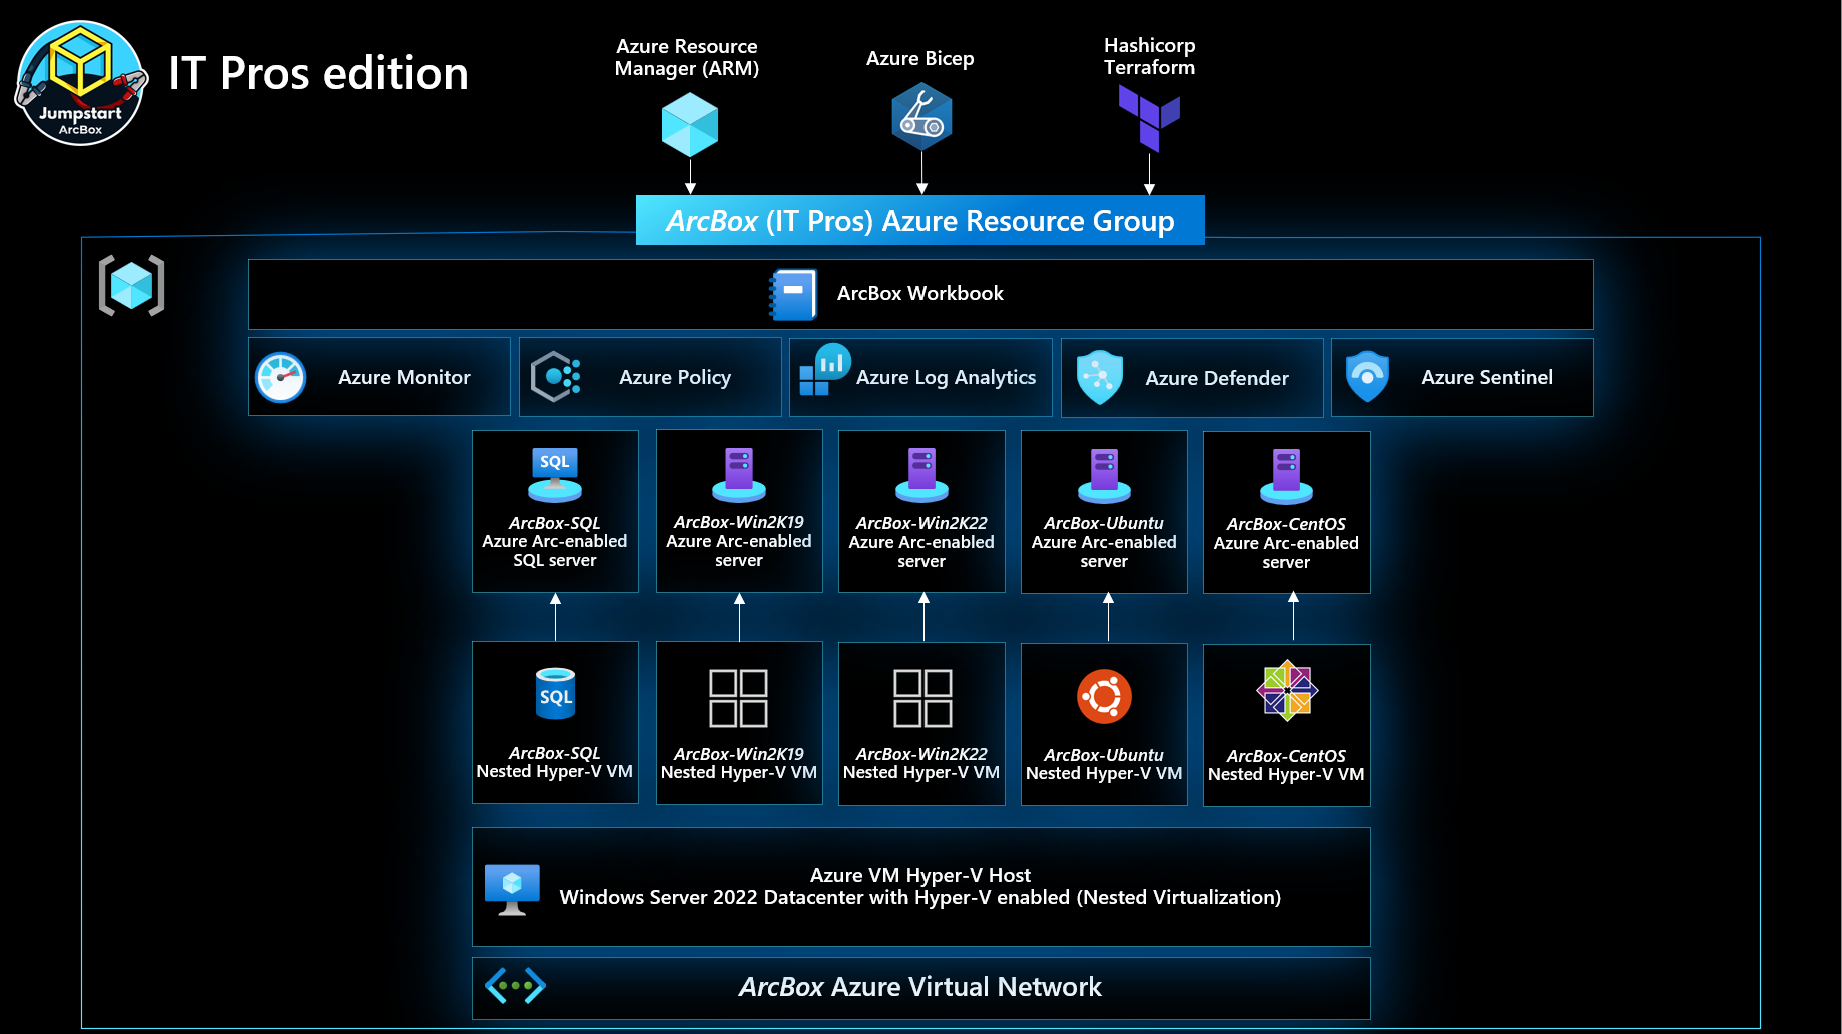 Jumpstart
ArcBox
IT Pros edition
Azure Resource
Manager (ARM)
Azure Bicep
Hashicorp
Terraform
ArcBox (IT Pros) Azure Resource Group
ArcBox Workbook
Azure Monitor
Azure Policy
Azure Log Analytics
Azure Defender
Azure Sentinel
SQL
ArcBox-SQL
Azure Arc-enabled
SQL server
ArcBox-Win2K19
Azure Arc-enabled
server
ArcBox-Win2K22
Azure Arc-enabled
server
ArcBox-Ubuntu
Azure Arc-enabled
server
ArcBox-CentOS
Azure Arc-enabled
server
SQL
ArcBox-SQL
Nested Hyper-V VM
ArcBox-Win2K19
Nested Hyper-V VM
ArcBox-Win2K22
Nested Hyper-V VM
ArcBox-Ubuntu
Nested Hyper-V VM
ArcBox-CentOS
Nested Hyper-V VM
Azure VM Hyper-V Host
Windows Server 2022 Datacenter with Hyper-V enabled (Nested Virtualization)
ArcBox Azure Virtual Network